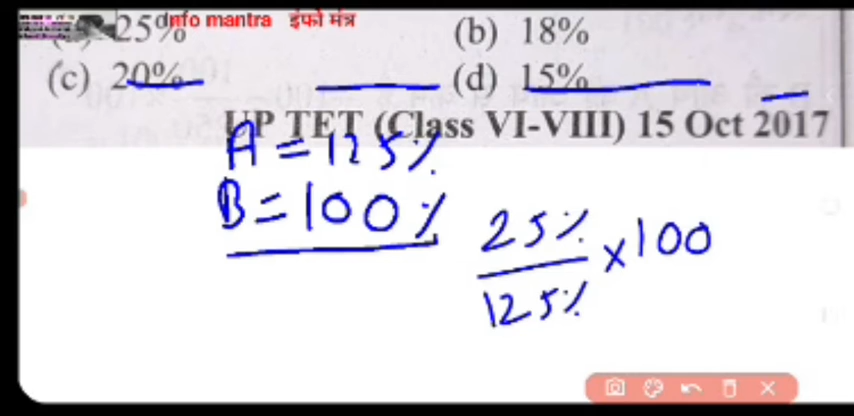 25% Info mantra इंफो मंत्र (b) 18%
(c) 20% (d) 15%
UP TET (Class VI-VIII) 15 Oct 2017
A = 125%
B = 100%
25% / 125% × 100